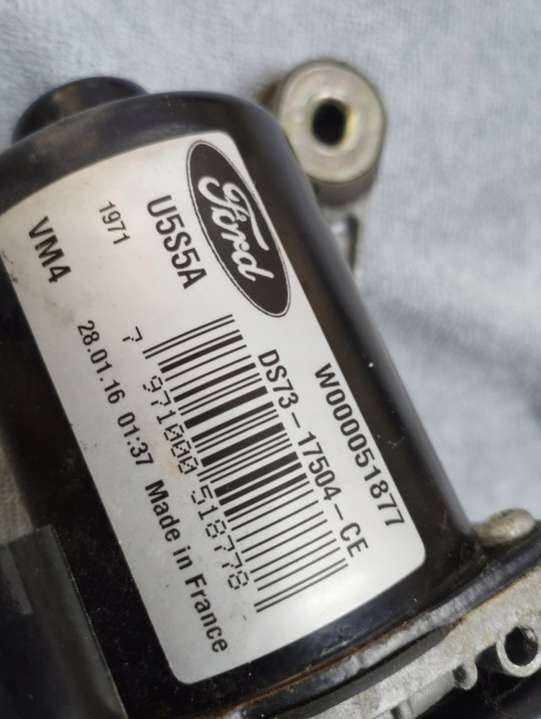 Ford
W000051877
U5S5A
DS73-17504-CE
1971
7 971000 518778
VM4
28.01.16 01:37 Made in France